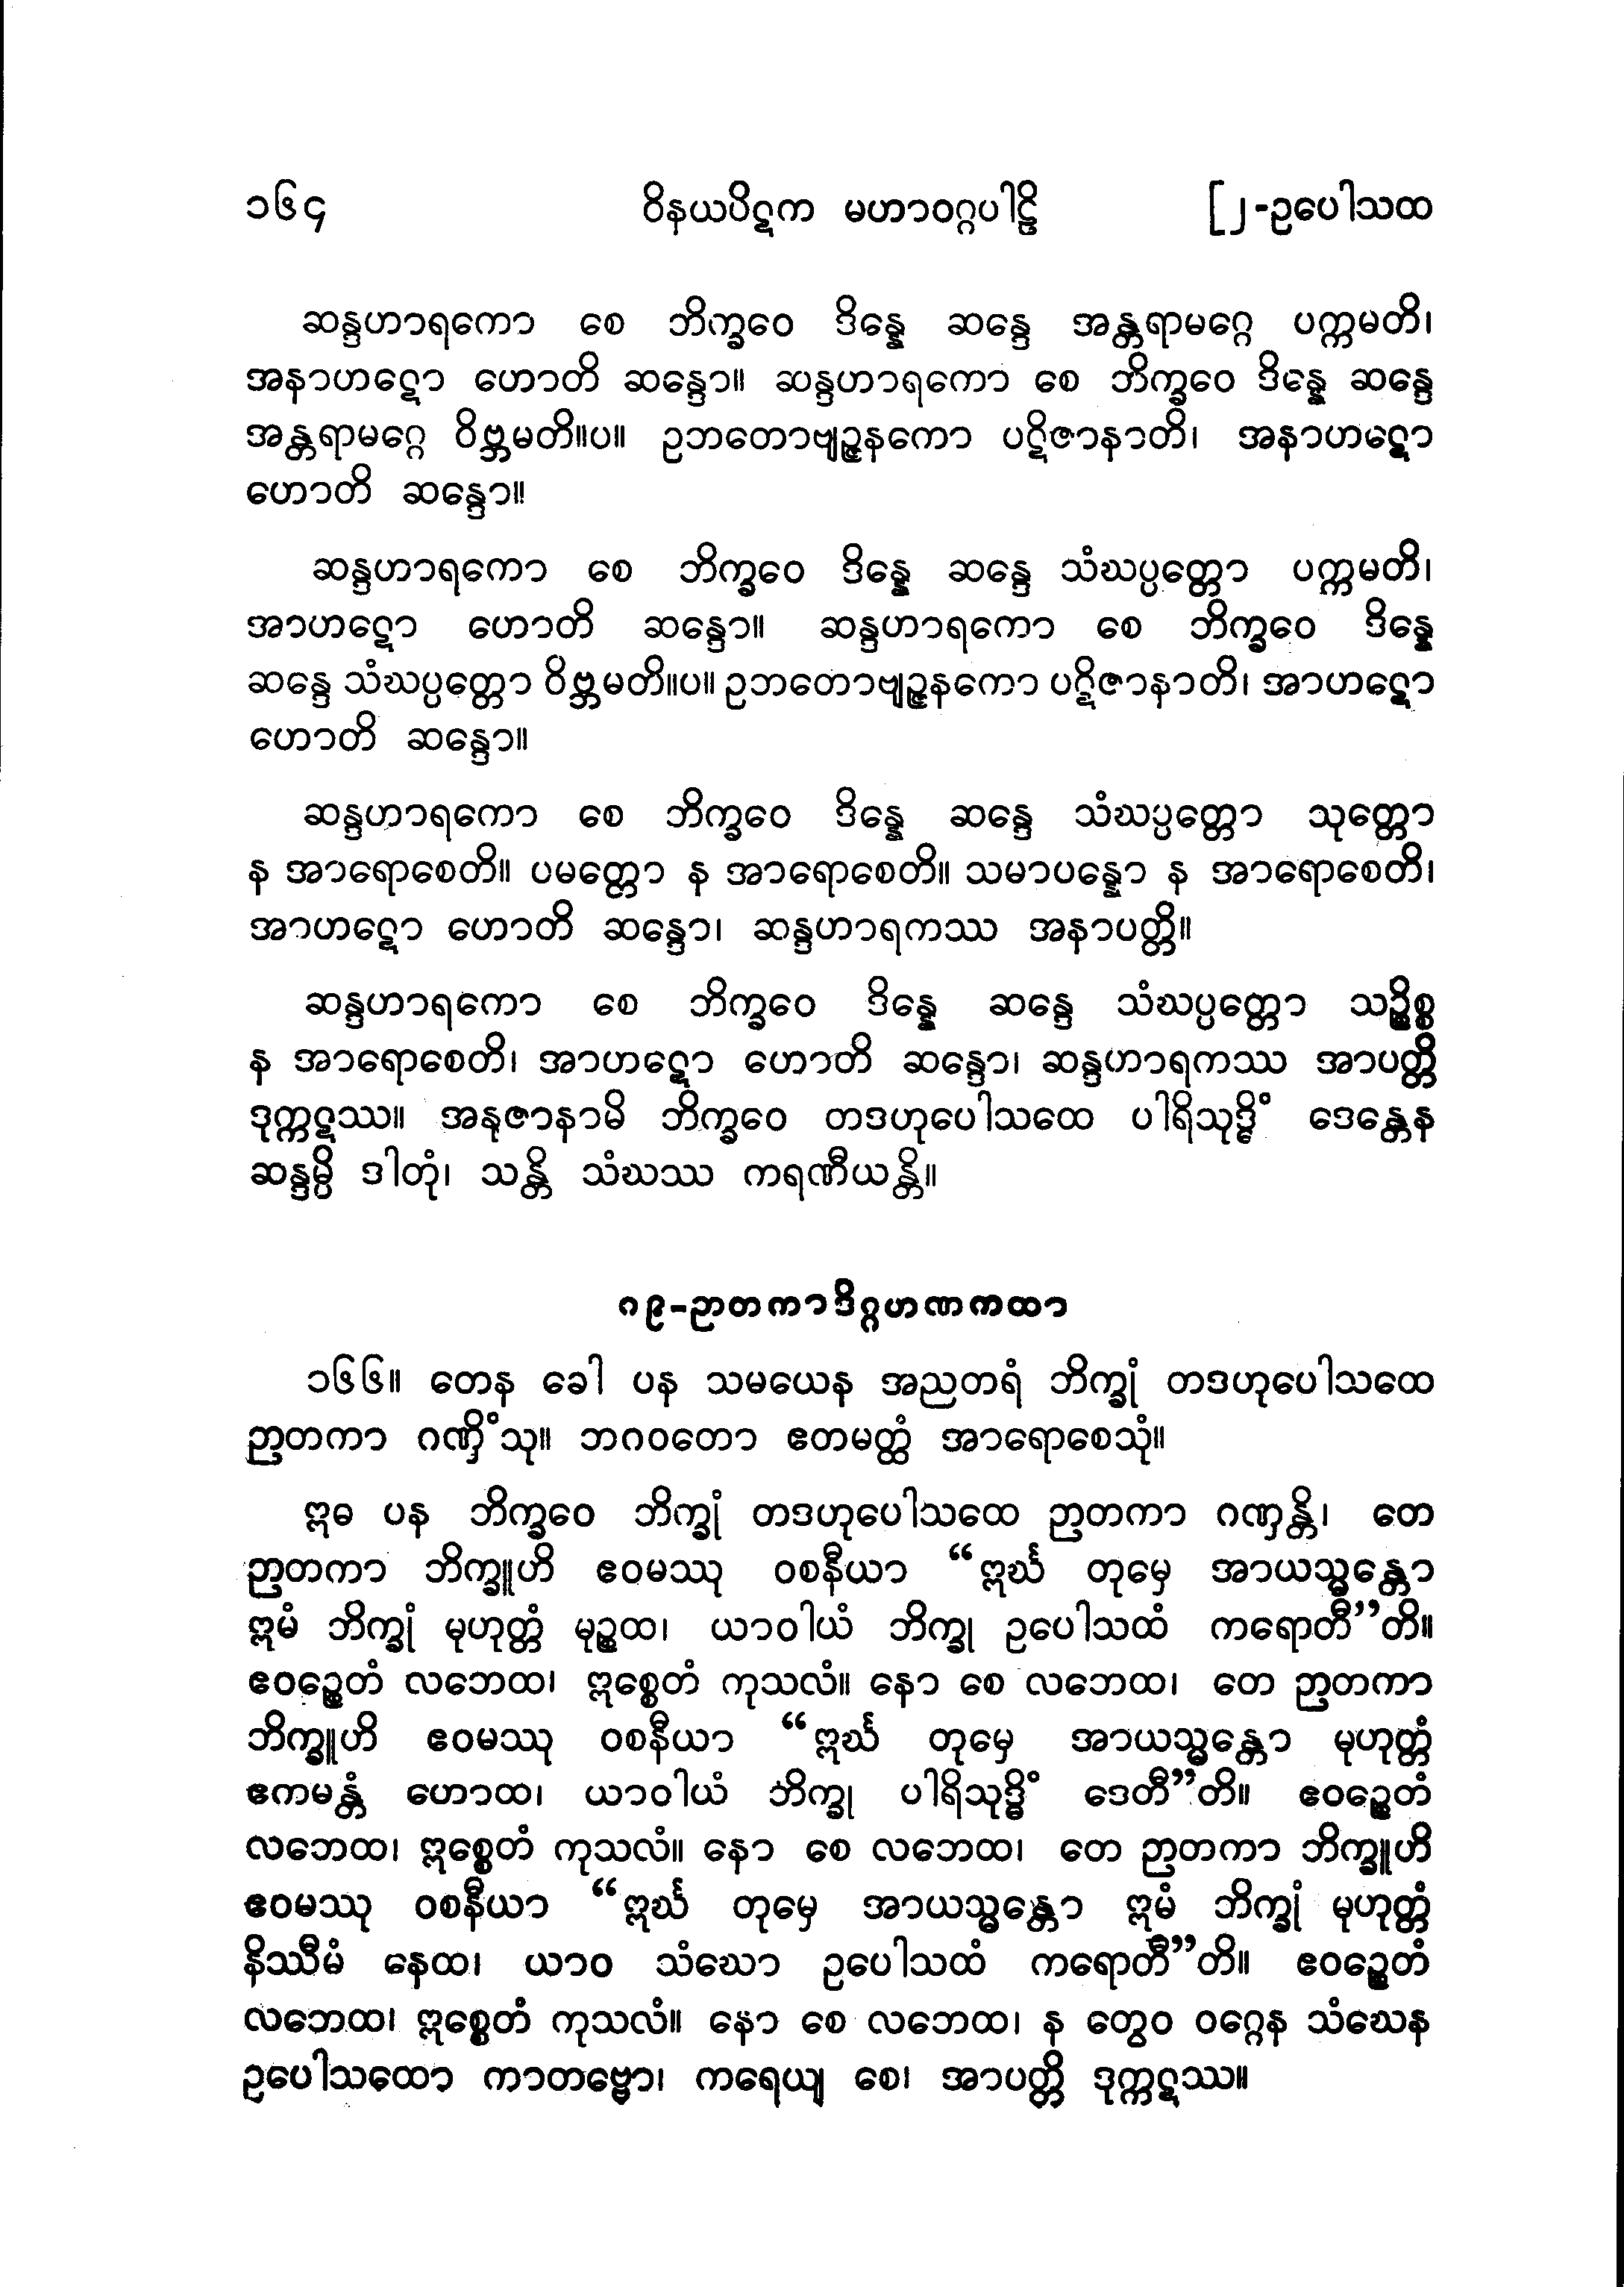 ၁၆၄ ဝိနယပိဋက မဟာဝဂ္ဂပါဠိ [၂-ဥပေါသထ
ဆန္ဒဟာရကော စေ ဘိက္ခဝေ ဒိန္နေ ဆန္ဒေ အန္တရာမဂ္ဂေ ပက္ကမတိ၊
အနာဟဋော ဟောတိ ဆန္ဒော။ ဆန္ဒဟာရကော စေ ဘိက္ခဝေ ဒိန္နေ ဆန္ဒေ
အန္တရာမဂ္ဂေ ဝိဗ္ဘမတိ။ပ။ ဥဘတောဗျဉ္ဇနကော ပဋိဇာနာတိ၊ အနာဟဋော
ဟောတိ ဆန္ဒော။
ဆန္ဒဟာရကော စေ ဘိက္ခဝေ ဒိန္နေ ဆန္ဒေ သံဃပ္ပတ္တော ပက္ကမတိ၊
အာဟဋော ဟောတိ ဆန္ဒော။ ဆန္ဒဟာရကော စေ ဘိက္ခဝေ ဒိန္နေ
ဆန္ဒေ သံဃပ္ပတ္တော ဝိဗ္ဘမတိ။ပ။ ဥဘတောဗျဉ္ဇနကော ပဋိဇာနာတိ၊ အာဟဋော
ဟောတိ ဆန္ဒော။
ဆန္ဒဟာရကော စေ ဘိက္ခဝေ ဒိန္နေ ဆန္ဒေ သံဃပ္ပတ္တော သုတ္တော
န အာရောစေတိ။ ပမတ္တော န အာရောစေတိ။ သမာပန္နော န အာရောစေတိ၊
အာဟဋော ဟောတိ ဆန္ဒော၊ ဆန္ဒဟာရကဿ အနာပတ္တိ။
ဆန္ဒဟာရကော စေ ဘိက္ခဝေ ဒိန္နေ ဆန္ဒေ သံဃပ္ပတ္တော သဉ္စိစ္စ
န အာရောစေတိ၊ အာဟဋော ဟောတိ ဆန္ဒော၊ ဆန္ဒဟာရကဿ အာပတ္တိ
ဒုက္ကဋဿ။ အနုဇာနာမိ ဘိက္ခဝေ တဒဟုပေါသထေ ပါရိသုဒ္ဓိံ ဒေန္တေန
ဆန္ဒမ္ပိ ဒါတုံ၊ သန္တိ သံဃဿ ကရဏီယန္တိ။
၈၉-ဉာတကာဒိဂ္ဂဟဏကထာ
၁၆၆။ တေန ခေါ ပန သမယေန အညတရံ ဘိက္ခုံ တဒဟုပေါသထေ
ဉာတကာ ဂဏှိံသု။ ဘဂဝတော ဧတမတ္ထံ အာရောစေသုံ။
ဣဓ ပန ဘိက္ခဝေ ဘိက္ခုံ တဒဟုပေါသထေ ဉာတကာ ဂဏှန္တိ၊ တေ
ဉာတကာ ဘိက္ခူဟိ ဧဝမဿု ဝစနီယာ “ဣင်္ဃ တုမှေ အာယသ္မန္တော
ဣမံ ဘိက္ခုံ မုဟုတ္တံ မုဉ္စထ၊ ယာဝါယံ ဘိက္ခု ဥပေါသထံ ကရောတီ”တိ။
ဧဝဉ္စေတံ လဘေထ၊ ဣစ္စေတံ ကုသလံ။ နော စေ လဘေထ၊ တေ ဉာတကာ
ဘိက္ခူဟိ ဧဝမဿု ဝစနီယာ “ဣင်္ဃ တုမှေ အာယသ္မန္တော မုဟုတ္တံ
ဧကမန္တံ ဟောထ၊ ယာဝါယံ ဘိက္ခု ပါရိသုဒ္ဓိံ ဒေတီ”တိ။ ဧဝဉ္စေတံ
လဘေထ၊ ဣစ္စေတံ ကုသလံ။ နော စေ လဘေထ၊ တေ ဉာတကာ ဘိက္ခူဟိ
ဧဝမဿု ဝစနီယာ “ဣင်္ဃ တုမှေ အာယသ္မန္တော ဣမံ ဘိက္ခုံ မုဟုတ္တံ
နိဿီမံ နေထ၊ ယာဝ သံဃော ဥပေါသထံ ကရောတီ”တိ။ ဧဝဉ္စေတံ
လဘေထ၊ ဣစ္စေတံ ကုသလံ။ နော စေ လဘေထ၊ န တွေဝ ဝဂ္ဂေန သံဃေန
ဥပေါသထော ကာတဗ္ဗော၊ ကရေယျ စေ၊ အာပတ္တိ ဒုက္ကဋဿ။